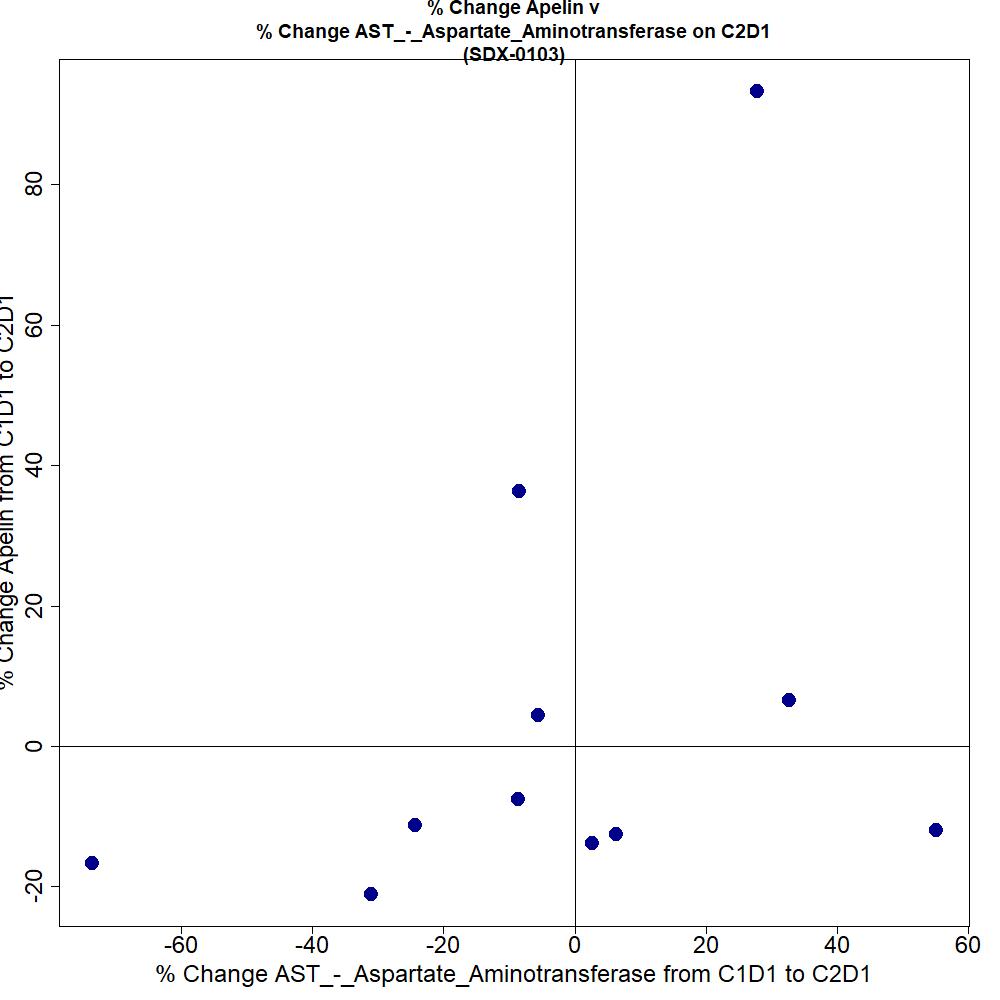 % Change Apelin v
% Change AST_-_Aspartate_Aminotransferase on C2D1
(SDX-0103)
80
60
40
20
0
-20
% Change Apelin from C1D1 to C2D1
-60 -40 -20 0 20 40 60
% Change AST_-_Aspartate_Aminotransferase from C1D1 to C2D1